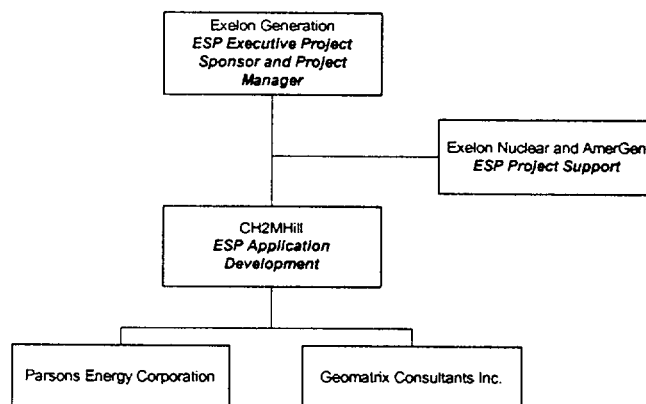 Exelon Generation
ESP Executive Project
Sponsor and Project
Manager
Exelon Nuclear and AmerGen
ESP Project Support
CH2MHill
ESP Application
Development
Parsons Energy Corporation
Geomatrix Consultants Inc.